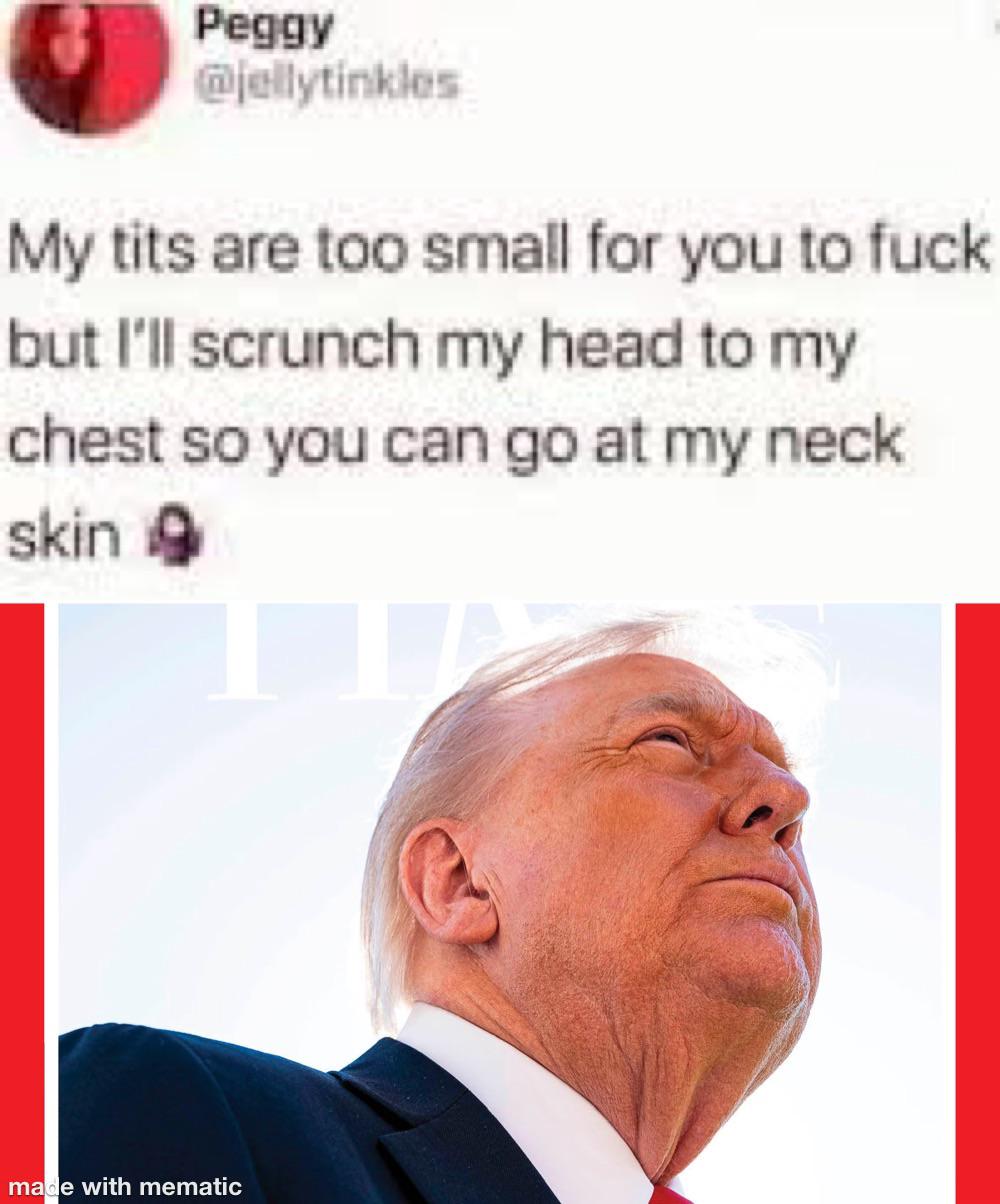 Peggy
@jellytinkles
My tits are too small for you to fuck
but I'll scrunch my head to my
chest so you can go at my neck
skin
TIME
made with mematic